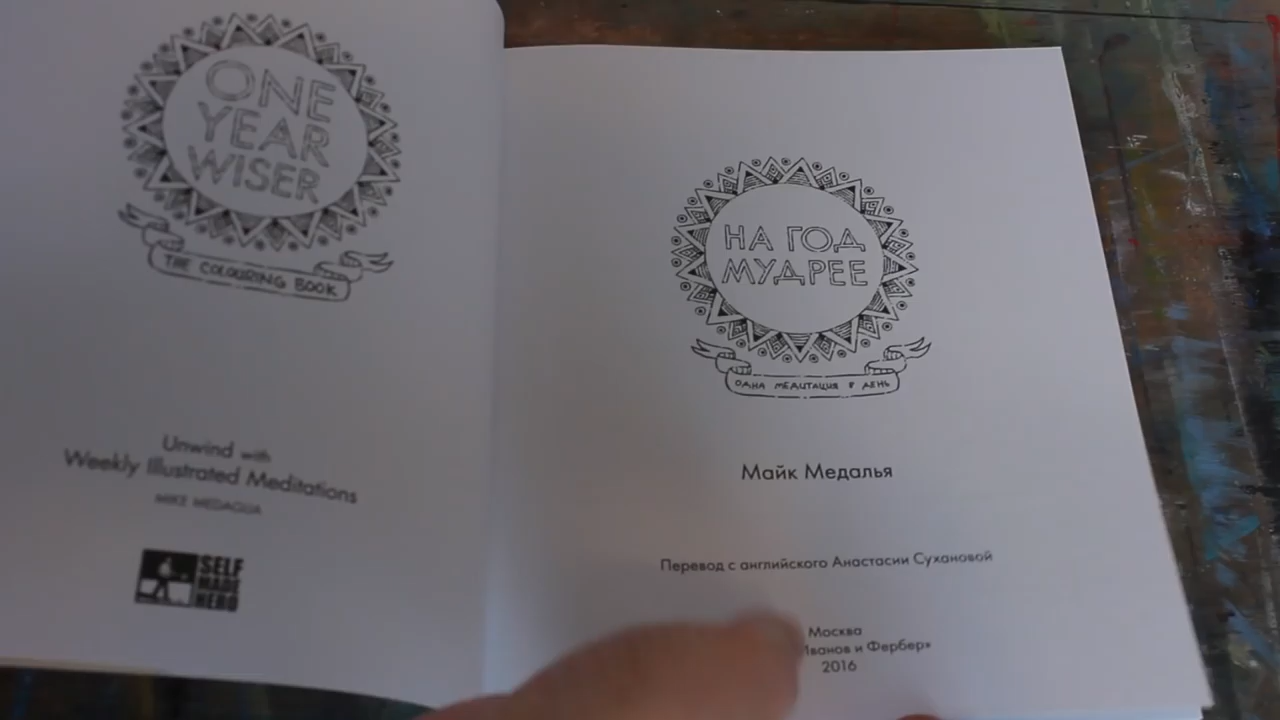 ONE
YEAR
WISER
THE COLOURING BOOK
Unwind with
Weekly Illustrated Meditations
MIKE MEDAGLIA
SELF
MADE
HERO
НА ГОД
МУДРЕЕ
ОДНА МЕДИТАЦИЯ В ДЕНЬ
Майк Медалья
Перевод с английского Анастасии Сухановой
Москва
Иванов и Фербер»
2016